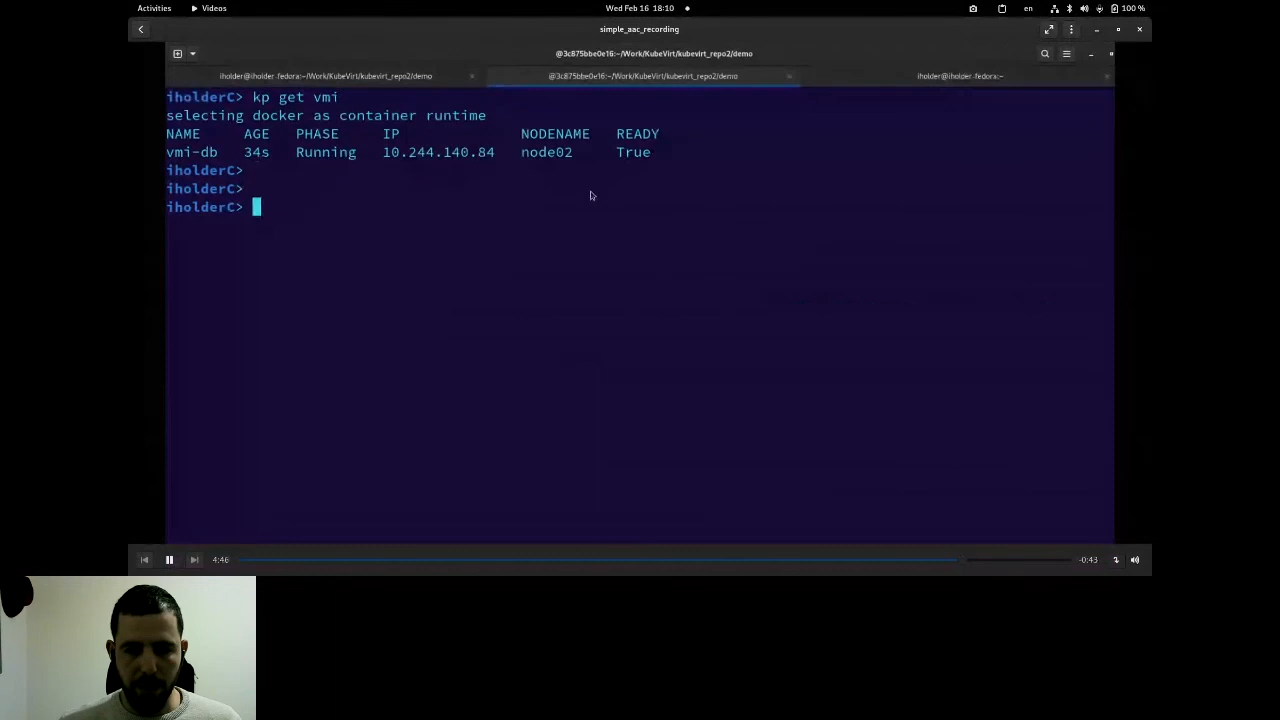 Activities Videos Wed Feb 16 18:10 en 100 %
simple_aac_recording
@3c875bbe0e16:~/Work/KubeVirt/kubevirt_repo2/demo
iholder@iholder-fedora:~/Work/KubeVirt/kubevirt_repo2/demo × @3c875bbe0e16:~/Work/KubeVirt/kubevirt_repo2/demo × iholder@iholder-fedora:~ ×
iholderC> kp get vmi
selecting docker as container runtime
NAME AGE PHASE IP NODENAME READY
vmi-db 34s Running 10.244.140.84 node02 True
iholderC>
iholderC>
iholderC>
4:46 -0:43